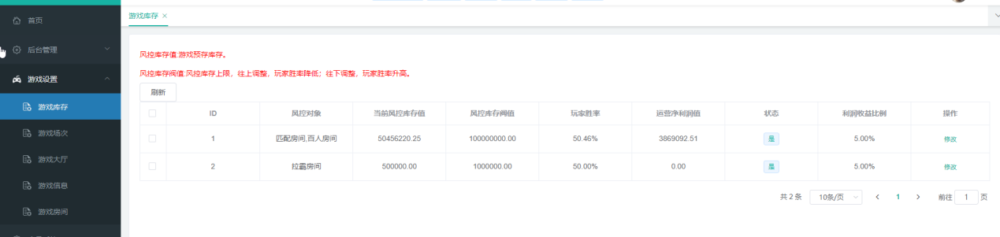 首页
游戏库存 ×
后台管理
游戏设置
游戏库存
游戏场次
游戏大厅
游戏信息
游戏房间
风控库存值:游戏预存库存。
风控库存阀值:风控库存上限，往上调整，玩家胜率降低；往下调整，玩家胜率升高。
刷新
ID 风控对象 当前风控库存值 风控库存阀值 玩家胜率 运营净利润值 状态 利润收益比例 操作
1 匹配房间,百人房间 50456220.25 100000000.00 50.46% 3869092.51 是 5.00% 修改
2 拉霸房间 500000.00 1000000.00 50.00% 0.00 是 5.00% 修改
共 2 条 10条/页 1 前往 1 页